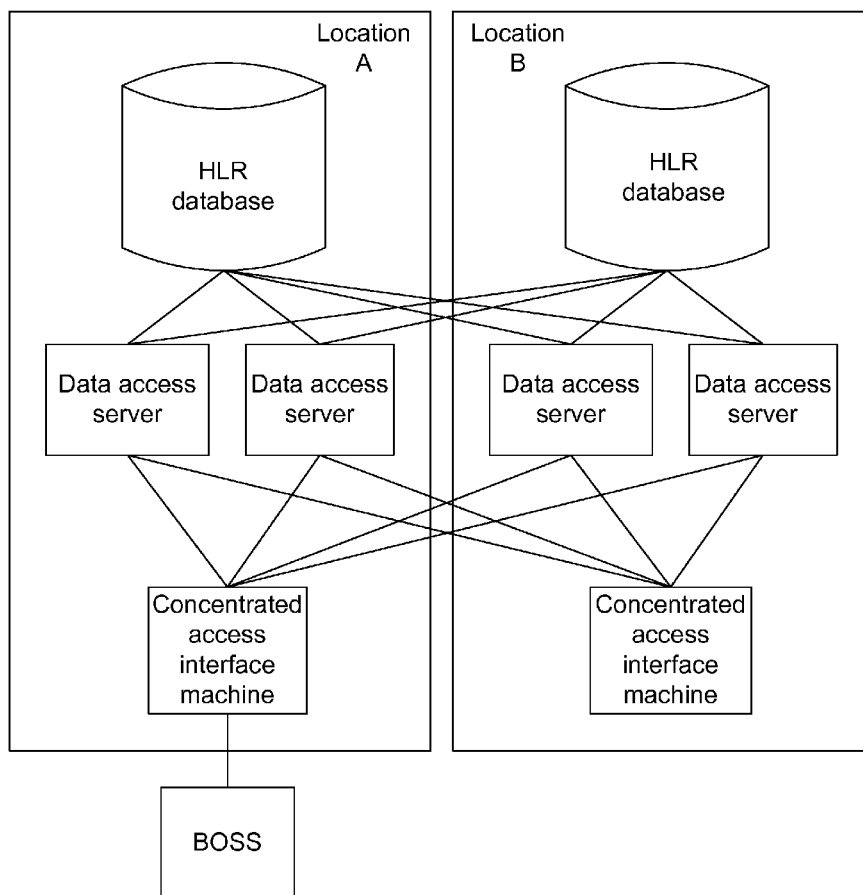 Location
A
Location
B
HLR
database
HLR
database
Data access
server
Data access
server
Data access
server
Data access
server
Concentrated
access
interface
machine
Concentrated
access
interface
machine
BOSS